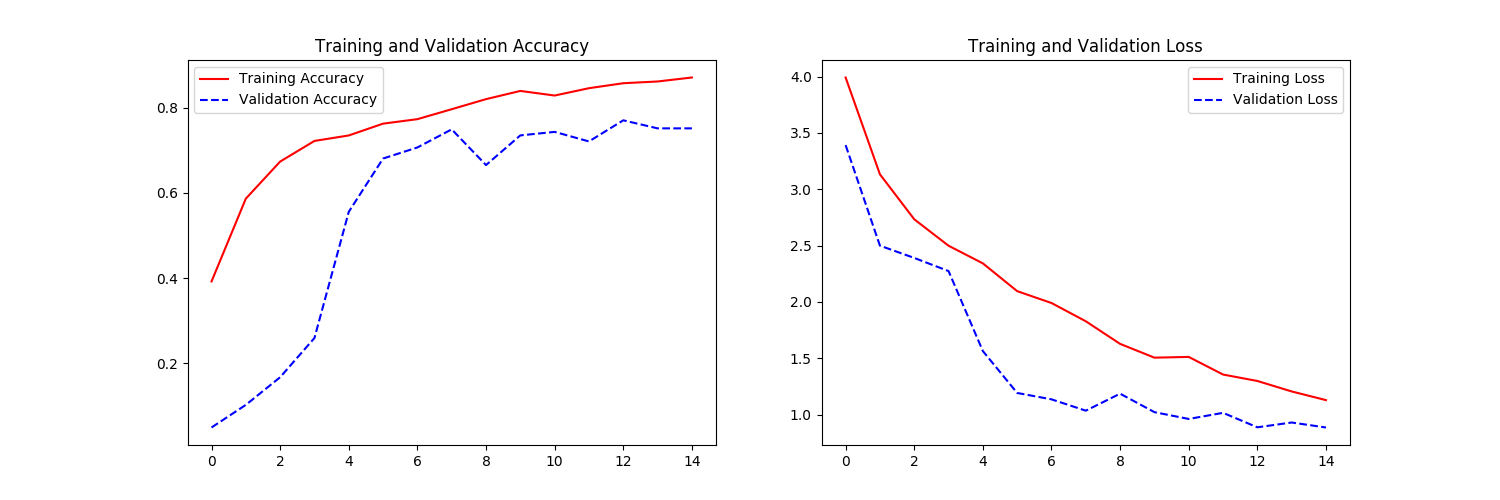 Training and Validation Accuracy
Training Accuracy
Validation Accuracy
0.8
0.6
0.4
0.2
0 2 4 6 8 10 12 14
Training and Validation Loss
Training Loss
Validation Loss
4.0
3.5
3.0
2.5
2.0
1.5
1.0
0 2 4 6 8 10 12 14